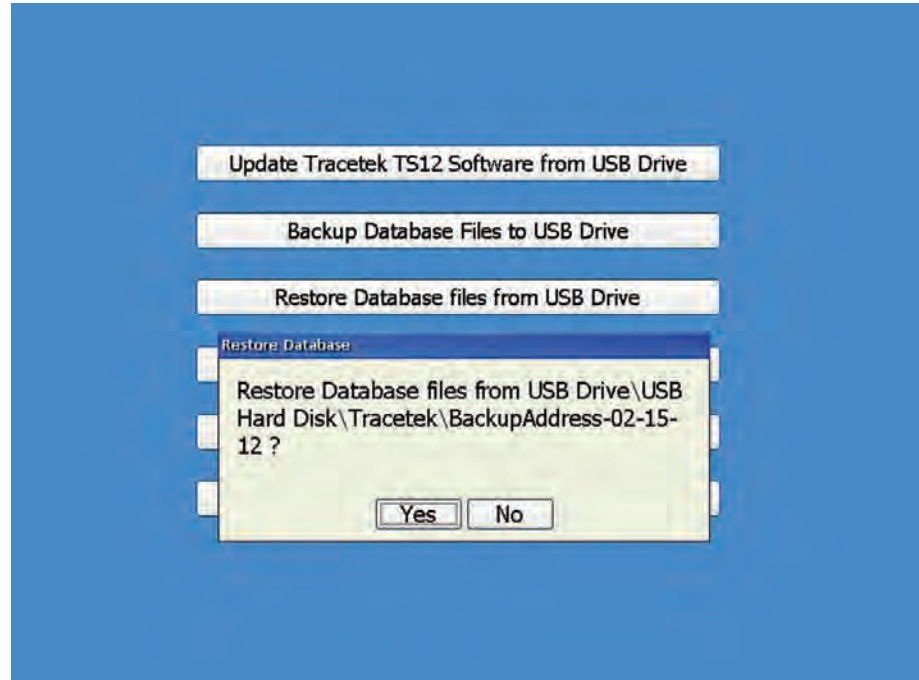 Update Tracetek TS12 Software from USB Drive
Backup Database Files to USB Drive
Restore Database files from USB Drive
Restore Database
Restore Database files from USB Drive\USB
Hard Disk\Tracetek\BackupAddress-02-15-
12 ?
Yes No